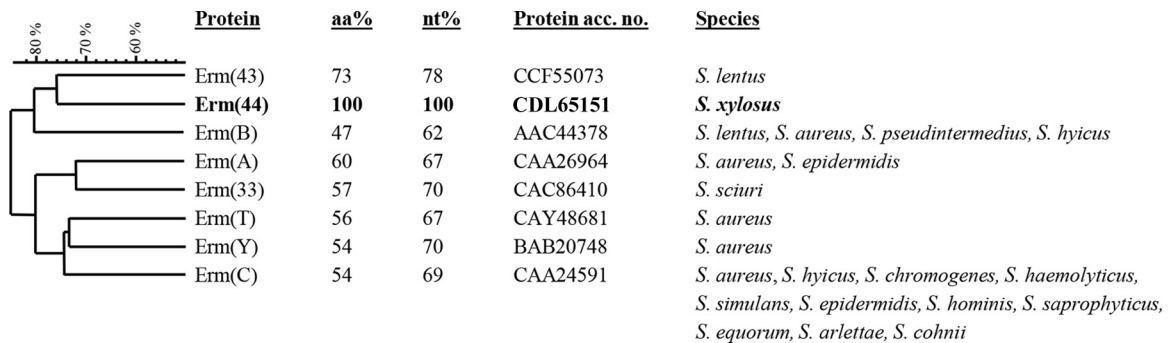 80 % 70 % 60 %
Protein aa% nt% Protein acc. no. Species
Erm(43) 73 78 CCF55073 S. lentus
Erm(44) 100 100 CDL65151 S. xylosus
Erm(B) 47 62 AAC44378 S. lentus, S. aureus, S. pseudintermedius, S. hyicus
Erm(A) 60 67 CAA26964 S. aureus, S. epidermidis
Erm(33) 57 70 CAC86410 S. sciuri
Erm(T) 56 67 CAY48681 S. aureus
Erm(Y) 54 70 BAB20748 S. aureus
Erm(C) 54 69 CAA24591 S. aureus, S. hyicus, S. chromogenes, S. haemolyticus,
S. simulans, S. epidermidis, S. hominis, S. saprophyticus,
S. equorum, S. arlettae, S. cohnii